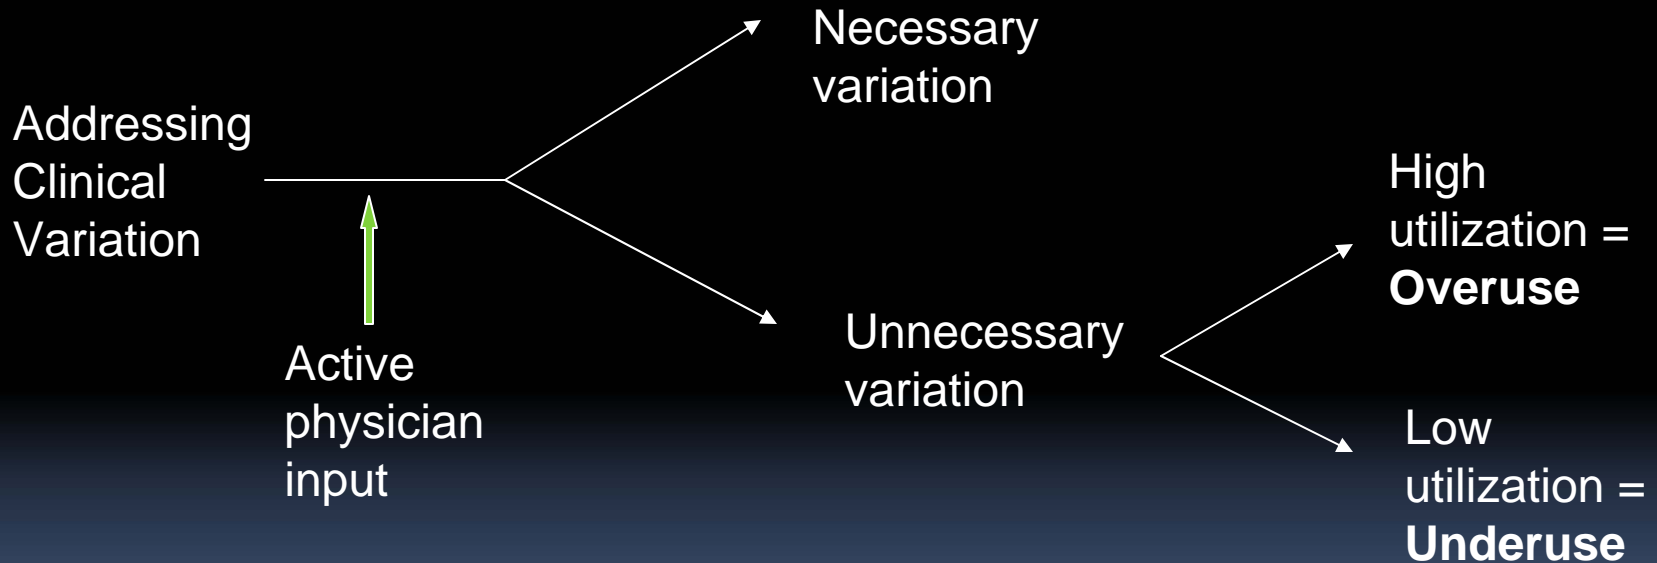 Addressing
Clinical
Variation
Active
physician
input
Necessary
variation
Unnecessary
variation
High
utilization =
Overuse
Low
utilization =
Underuse